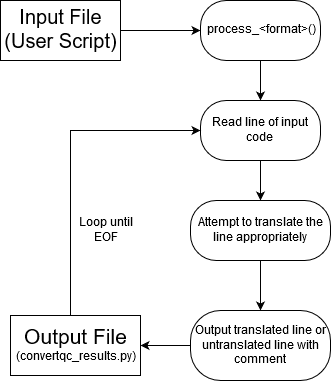 Input File
(User Script)
process_<format>()
Read line of input
code
Attempt to translate the
line appropriately
Loop until
EOF
Output translated line or
untranslated line with
comment
Output File
(convertqc_results.py)